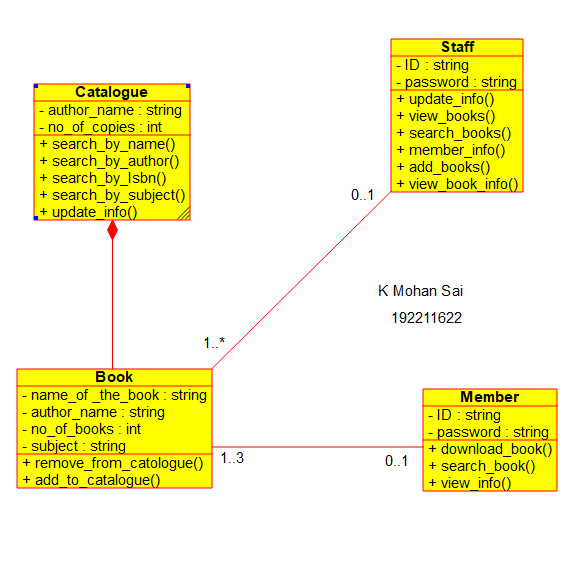 Catalogue
- author_name : string
- no_of_copies : int
+ search_by_name()
+ search_by_author()
+ search_by_Isbn()
+ search_by_subject()
+ update_info()
Staff
- ID : string
- password : string
+ update_info()
+ view_books()
+ search_books()
+ member_info()
+ add_books()
+ view_book_info()
0..1
K Mohan Sai
192211622
1..*
Book
- name_of _the_book : string
- author_name : string
- no_of_books : int
- subject : string
+ remove_from_catologue()
+ add_to_catalogue()
1..3
0..1
Member
- ID : string
- password : string
+ download_book()
+ search_book()
+ view_info()